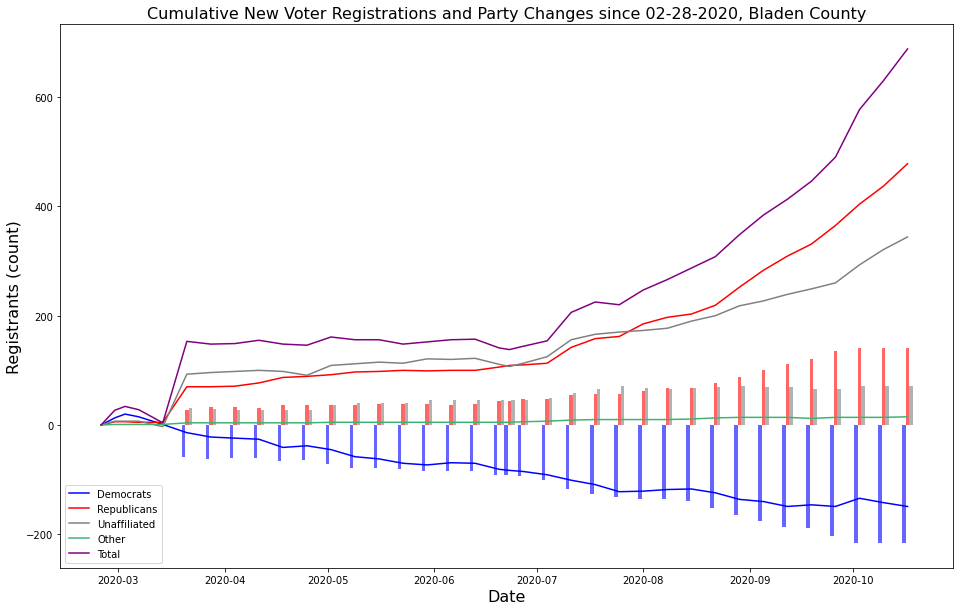 Cumulative New Voter Registrations and Party Changes since 02-28-2020, Bladen County
Registrants (count)
600
400
200
0
−200
Democrats
Republicans
Unaffiliated
Other
Total
2020-03 2020-04 2020-05 2020-06 2020-07 2020-08 2020-09 2020-10
Date